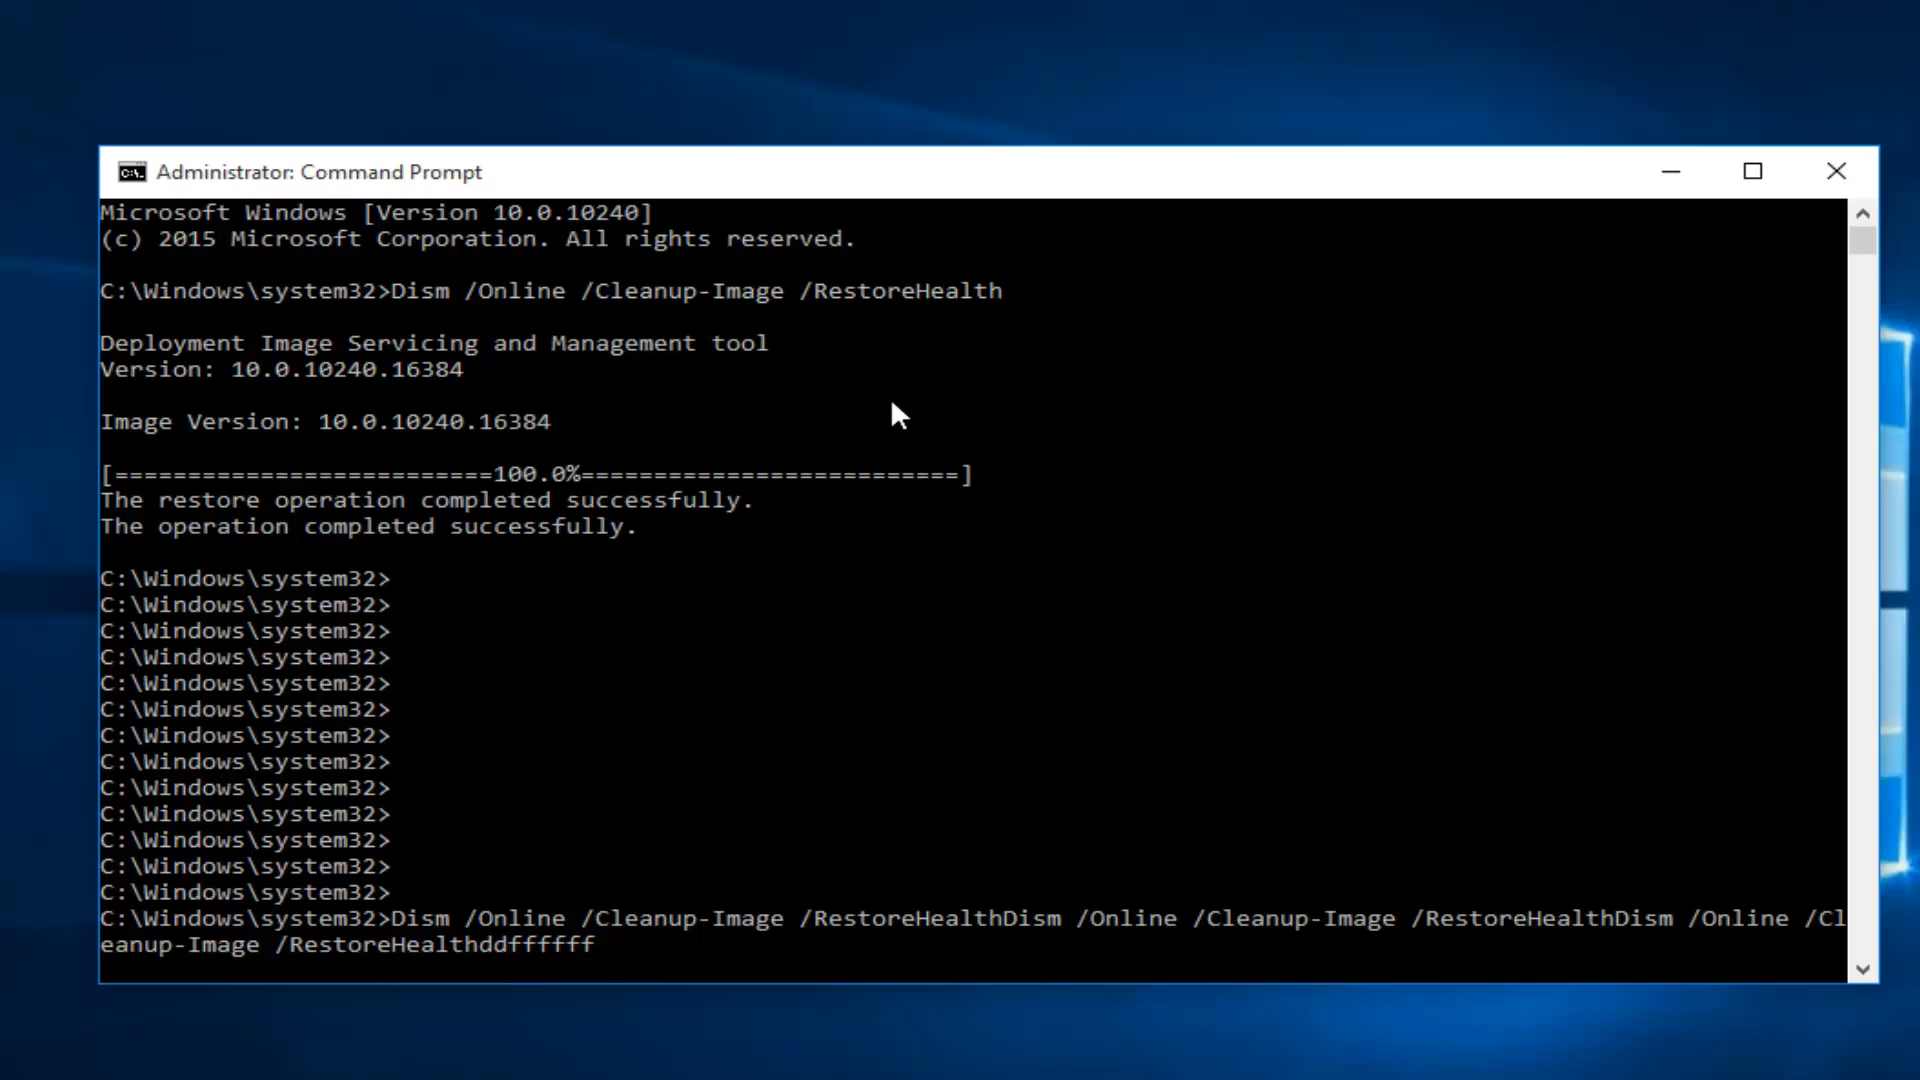 Administrator: Command Prompt
Microsoft Windows [Version 10.0.10240]
(c) 2015 Microsoft Corporation. All rights reserved.
C:\Windows\system32>Dism /Online /Cleanup-Image /RestoreHealth
Deployment Image Servicing and Management tool
Version: 10.0.10240.16384
Image Version: 10.0.10240.16384
[==========================100.0%==========================]
The restore operation completed successfully.
The operation completed successfully.
C:\Windows\system32>
C:\Windows\system32>
C:\Windows\system32>
C:\Windows\system32>
C:\Windows\system32>
C:\Windows\system32>
C:\Windows\system32>
C:\Windows\system32>
C:\Windows\system32>
C:\Windows\system32>
C:\Windows\system32>
C:\Windows\system32>
C:\Windows\system32>
C:\Windows\system32>Dism /Online /Cleanup-Image /RestoreHealthDism /Online /Cleanup-Image /RestoreHealthDism /Online /Cl
eanup-Image /RestoreHealthddffffff